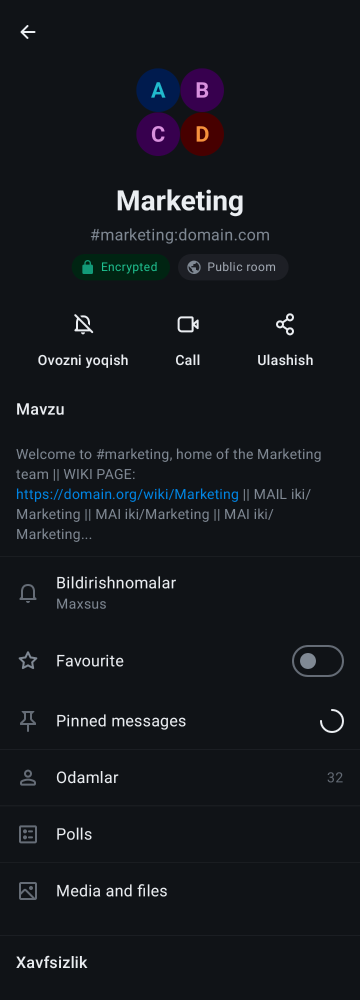 A B
C D
Marketing
#marketing:domain.com
Encrypted Public room
Ovozni yoqish Call Ulashish
Mavzu
Welcome to #marketing, home of the Marketing
team || WIKI PAGE:
https://domain.org/wiki/Marketing || MAIL iki/
Marketing || MAI iki/Marketing || MAI iki/
Marketing...
Bildirishnomalar
Maxsus
Favourite
Pinned messages
Odamlar 32
Polls
Media and files
Xavfsizlik